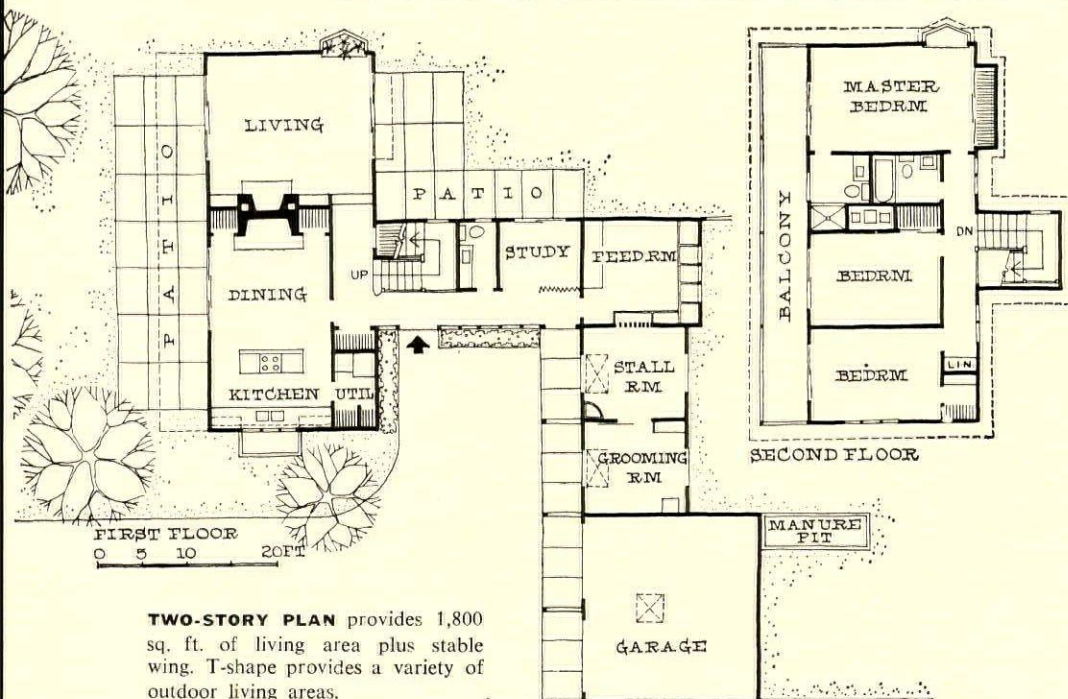 LIVING
PATIO
PATIO
UP
STUDY
FEED RM
DINING
KITCHEN
UTIL
STALL
RM
GROOMING
RM
GARAGE
MANURE
PIT
FIRST FLOOR
0 5 10 20FT
MASTER
BEDRM
BALCONY
DN
BEDRM
BEDRM
LIN
SECOND FLOOR
TWO-STORY PLAN provides 1,800
sq. ft. of living area plus stable
wing. T-shape provides a variety of
outdoor living areas.